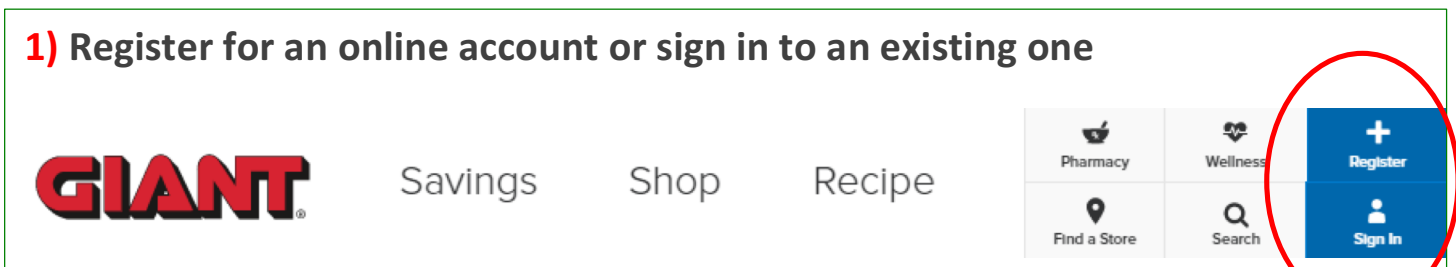 1) Register for an online account or sign in to an existing one
GIANT® Savings Shop Recipe
Pharmacy Wellness Register
Find a Store Search Sign In